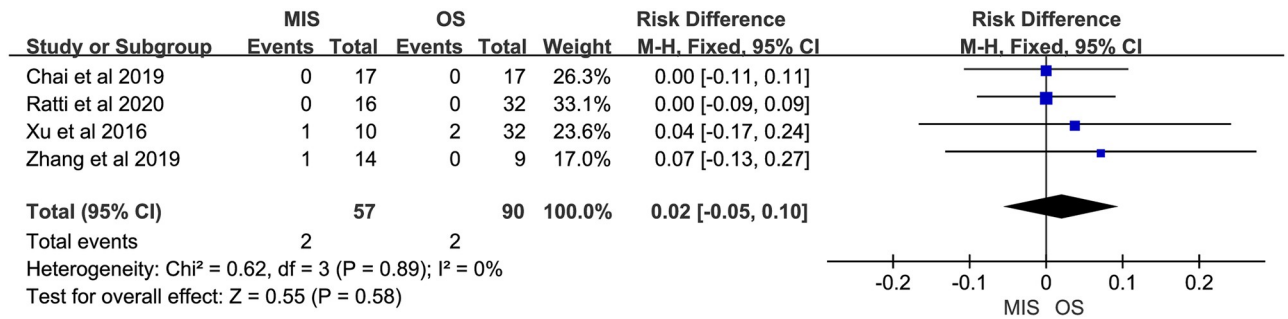 MIS OS Risk Difference Risk Difference
Study or Subgroup Events Total Events Total Weight M-H, Fixed, 95% CI M-H, Fixed, 95% CI
Chai et al 2019 0 17 0 17 26.3% 0.00 [-0.11, 0.11]
Ratti et al 2020 0 16 0 32 33.1% 0.00 [-0.09, 0.09]
Xu et al 2016 1 10 2 32 23.6% 0.04 [-0.17, 0.24]
Zhang et al 2019 1 14 0 9 17.0% 0.07 [-0.13, 0.27]
Total (95% CI) 57 90 100.0% 0.02 [-0.05, 0.10]
Total events 2 2
Heterogeneity: Chi² = 0.62, df = 3 (P = 0.89); I² = 0%
Test for overall effect: Z = 0.55 (P = 0.58)
-0.2 -0.1 0 0.1 0.2
MIS OS